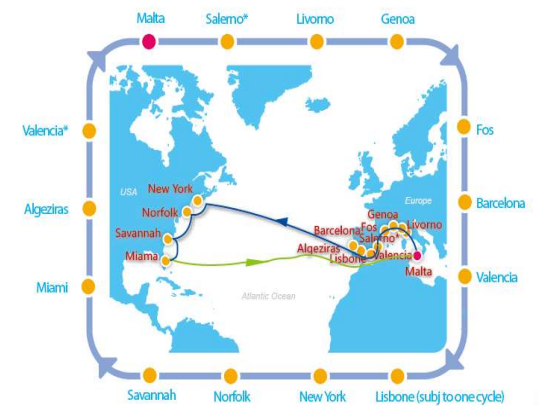 Malta
Salerno*
Livorno
Genoa
Valencia*
Fos
USA
New York
Europe
Barcelona
Algeziras
Norfolk
Genoa
Savannah
Barcelona
Fos
Livorno
Salerno*
Miama
Algeziras
Lisbone
Valencia
Malta
Valencia
Miami
Atlantic Ocean
Savannah
Norfolk
New York
Lisbone (subj to one cycle)